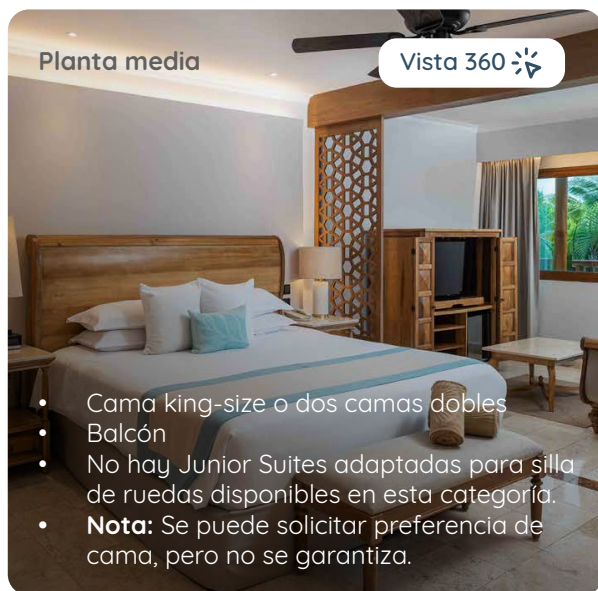 Planta media
Vista 360
• Cama king-size o dos camas dobles
• Balcón
• No hay Junior Suites adaptadas para silla
de ruedas disponibles en esta categoría.
• Nota: Se puede solicitar preferencia de
cama, pero no se garantiza.